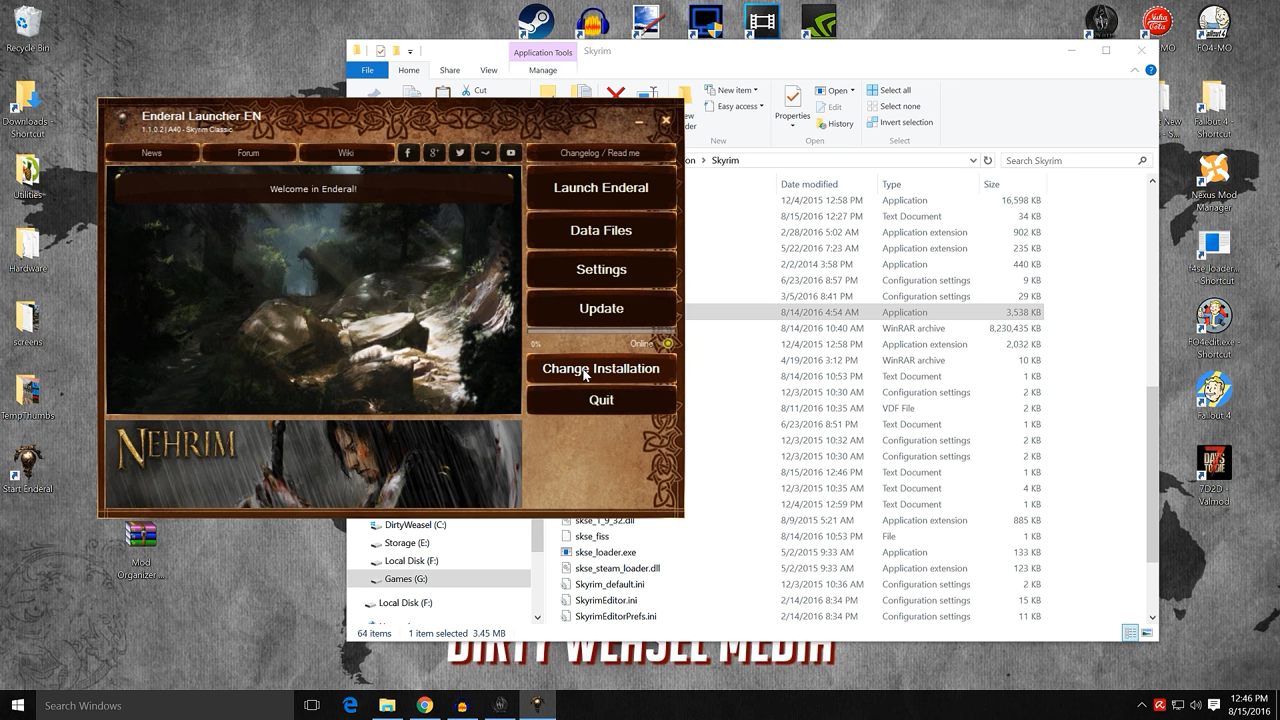 Recycle Bin
Downloads - Shortcut
Utilities
Hardware
screens
TempThumbs
Start Enderal
Mod Organizer ...
Application Tools
Skyrim
File
Home
Share
View
Manage
Cut
New item
Easy access
New
Properties
Open
Edit
History
Open
Select all
Select none
Invert selection
Select
Skyrim
Search Skyrim
Date modified
Type
Size
12/4/2015 12:58 PM Application 16,598 KB
8/15/2016 12:27 PM Text Document 34 KB
2/28/2016 5:02 AM Application extension 902 KB
5/22/2016 7:23 AM Application extension 235 KB
2/2/2014 3:58 PM Application 440 KB
6/23/2016 8:57 PM Configuration settings 9 KB
3/5/2016 8:41 PM Configuration settings 29 KB
8/14/2016 4:54 AM Application 3,538 KB
8/14/2016 10:40 AM WinRAR archive 8,230,435 KB
12/4/2015 12:58 PM Application 2,032 KB
4/19/2016 3:12 PM WinRAR archive 10 KB
8/14/2016 10:53 PM Text Document 1 KB
12/3/2015 10:30 AM Configuration settings 2 KB
8/11/2016 10:35 AM VDF File 2 KB
6/23/2016 8:51 PM Text Document 1 KB
12/3/2015 10:32 AM Configuration settings 2 KB
12/3/2015 10:30 AM Configuration settings 2 KB
8/15/2016 12:46 PM Text Document 1 KB
12/3/2015 10:35 AM Text Document 4 KB
12/4/2015 12:59 PM Text Document 1 KB
skse_1_9_32.dll 8/9/2015 5:21 AM Application extension 885 KB
skse_fiss 8/14/2016 10:53 PM File 1 KB
skse_loader.exe 5/2/2015 9:33 AM Application 133 KB
skse_steam_loader.dll 5/2/2015 9:33 AM Application extension 123 KB
Skyrim_default.ini 12/3/2015 10:36 AM Configuration settings 2 KB
SkyrimEditor.ini 2/14/2016 8:34 PM Configuration settings 15 KB
SkyrimEditorPrefs.ini 2/14/2016 8:34 PM Configuration settings 11 KB
DirtyWeasel (C:)
Storage (E:)
Local Disk (F:)
Games (G:)
Local Disk (F:)
64 items 1 item selected 3.45 MB
Enderal Launcher EN
1.1.0.2 | A40 - Skyrim Classic
News
Forum
Wiki
Changelog / Read me
Welcome in Enderal!
Launch Enderal
Data Files
Settings
Update
0%
Online
Change Installation
Quit
NEHRIM
FO4-MO
Fallout 4 - Shortcut
Nexus Mod Manager
f4se_loader...
FO4edit.exe - Shortcut
Fallout 4
DAYS TO DIE
7D2D - Valmod
DIRTY WEASEL MEDIA
Search Windows
12:46 PM
8/15/2016